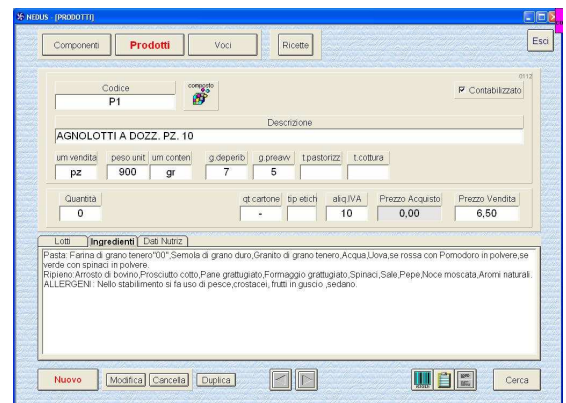 NEDUS - [PRODOTTI]
Componenti Prodotti Voci Ricette Esci
0112
Codice composto Contabilizzato
P1
Descrizione
AGNOLOTTI A DOZZ. PZ. 10
um vendita peso unit um conten g.deperib g.preavv t.pastorizz t.cottura
pz 900 gr 7 5
Quantità qt cartone tip etich aliq.IVA Prezzo Acquisto Prezzo Vendita
0 - 10 0,00 6,50
Lotti Ingredienti Dati Nutriz
Pasta: Farina di grano tenero"00",Semola di grano duro,Granito di grano tenero,Acqua,Uova,se rossa con Pomodoro in polvere,se
verde con spinaci in polvere.
Ripieno:Arrosto di bovino,Prosciutto cotto,Pane grattugiato,Formaggio grattugiato,Spinaci,Sale,Pepe,Noce moscata,Aromi naturali.
ALLERGENI: Nello stabilimento si fa uso di pesce,crostacei, frutti in guscio ,sedano.
Nuovo Modifica Cancella Duplica Cerca